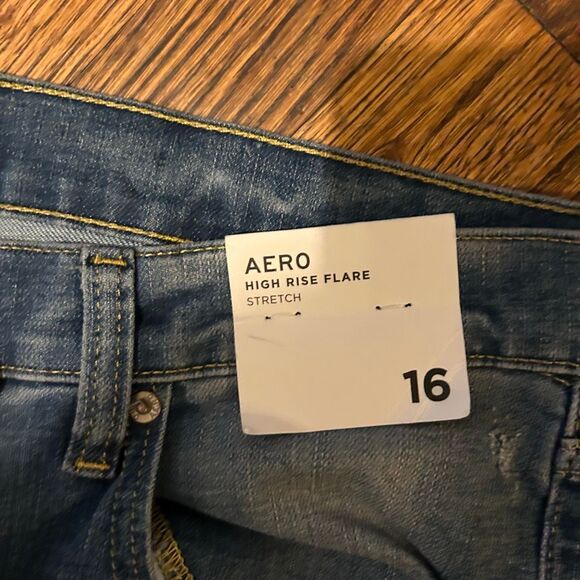 AERO
HIGH RISE FLARE
STRETCH
16